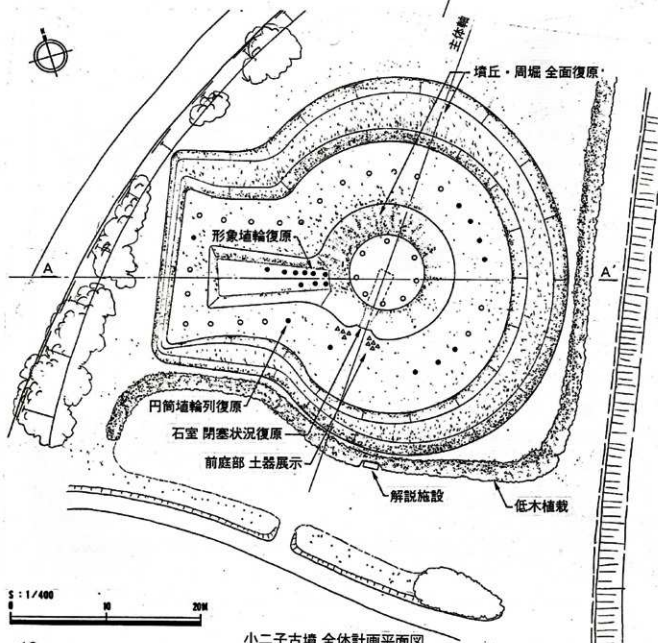 主体軸
墳丘・周堀 全面復原
形象埴輪復原
A
A'
円筒埴輪列復原
石室 閉塞状況復原
前庭部 土器展示
解説施設
低木植栽
S : 1/400
0 10 20M
小二子古墳 全体計画平面図